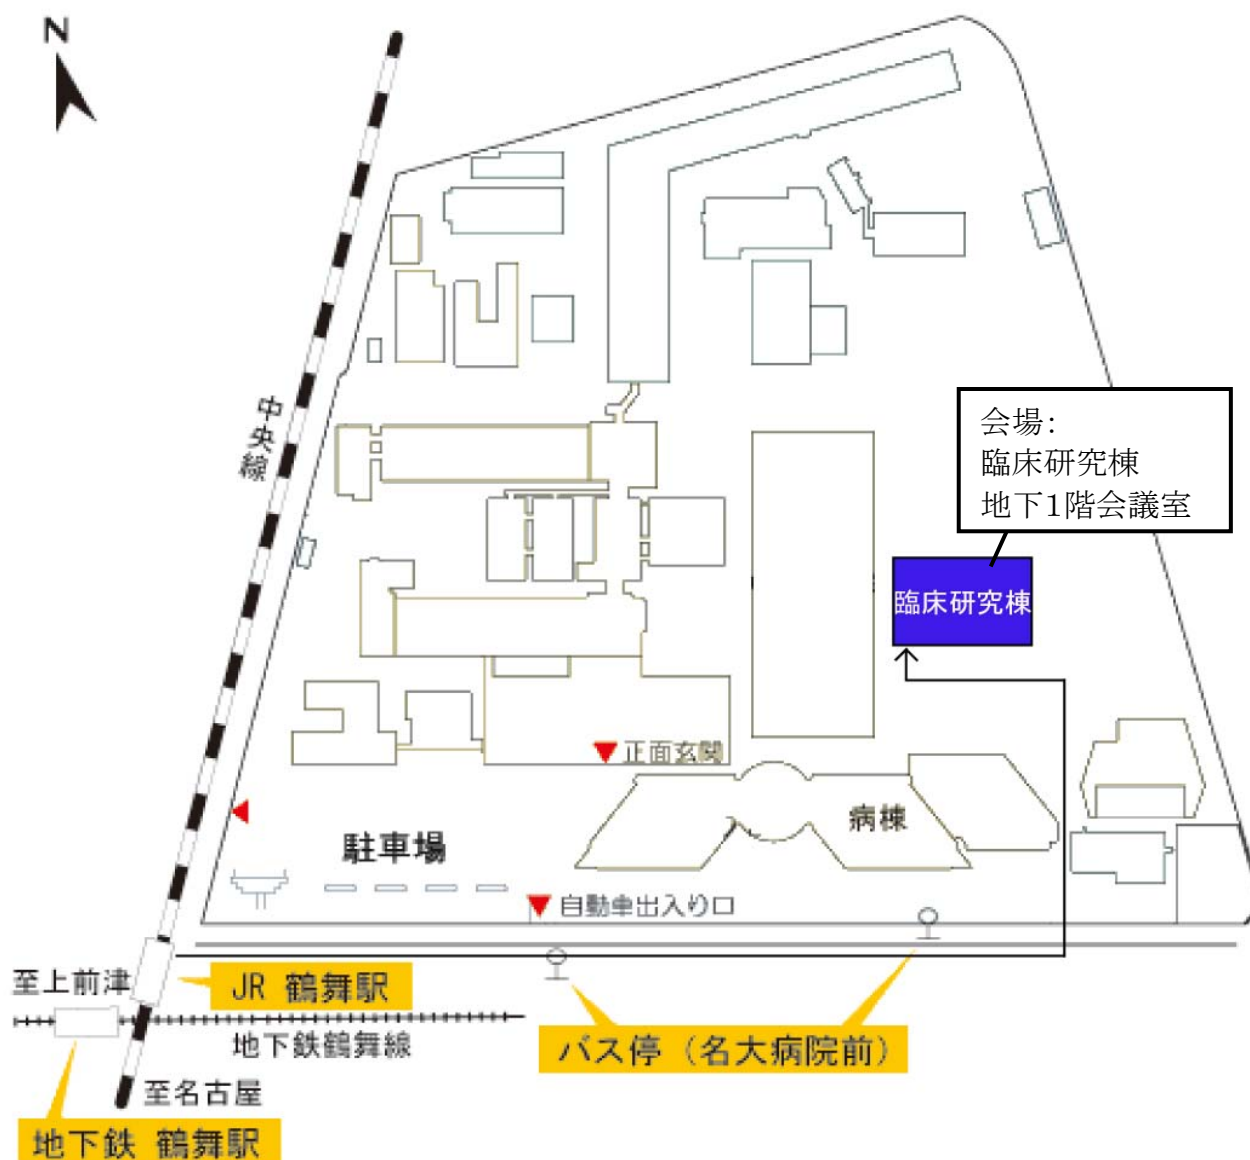 N
中央線
会場：
臨床研究棟
地下1階会議室
臨床研究棟
正面玄関
病棟
駐車場
自動車出入り口
至上前津
JR 鶴舞駅
地下鉄鶴舞線
バス停（名大病院前）
至名古屋
地下鉄 鶴舞駅